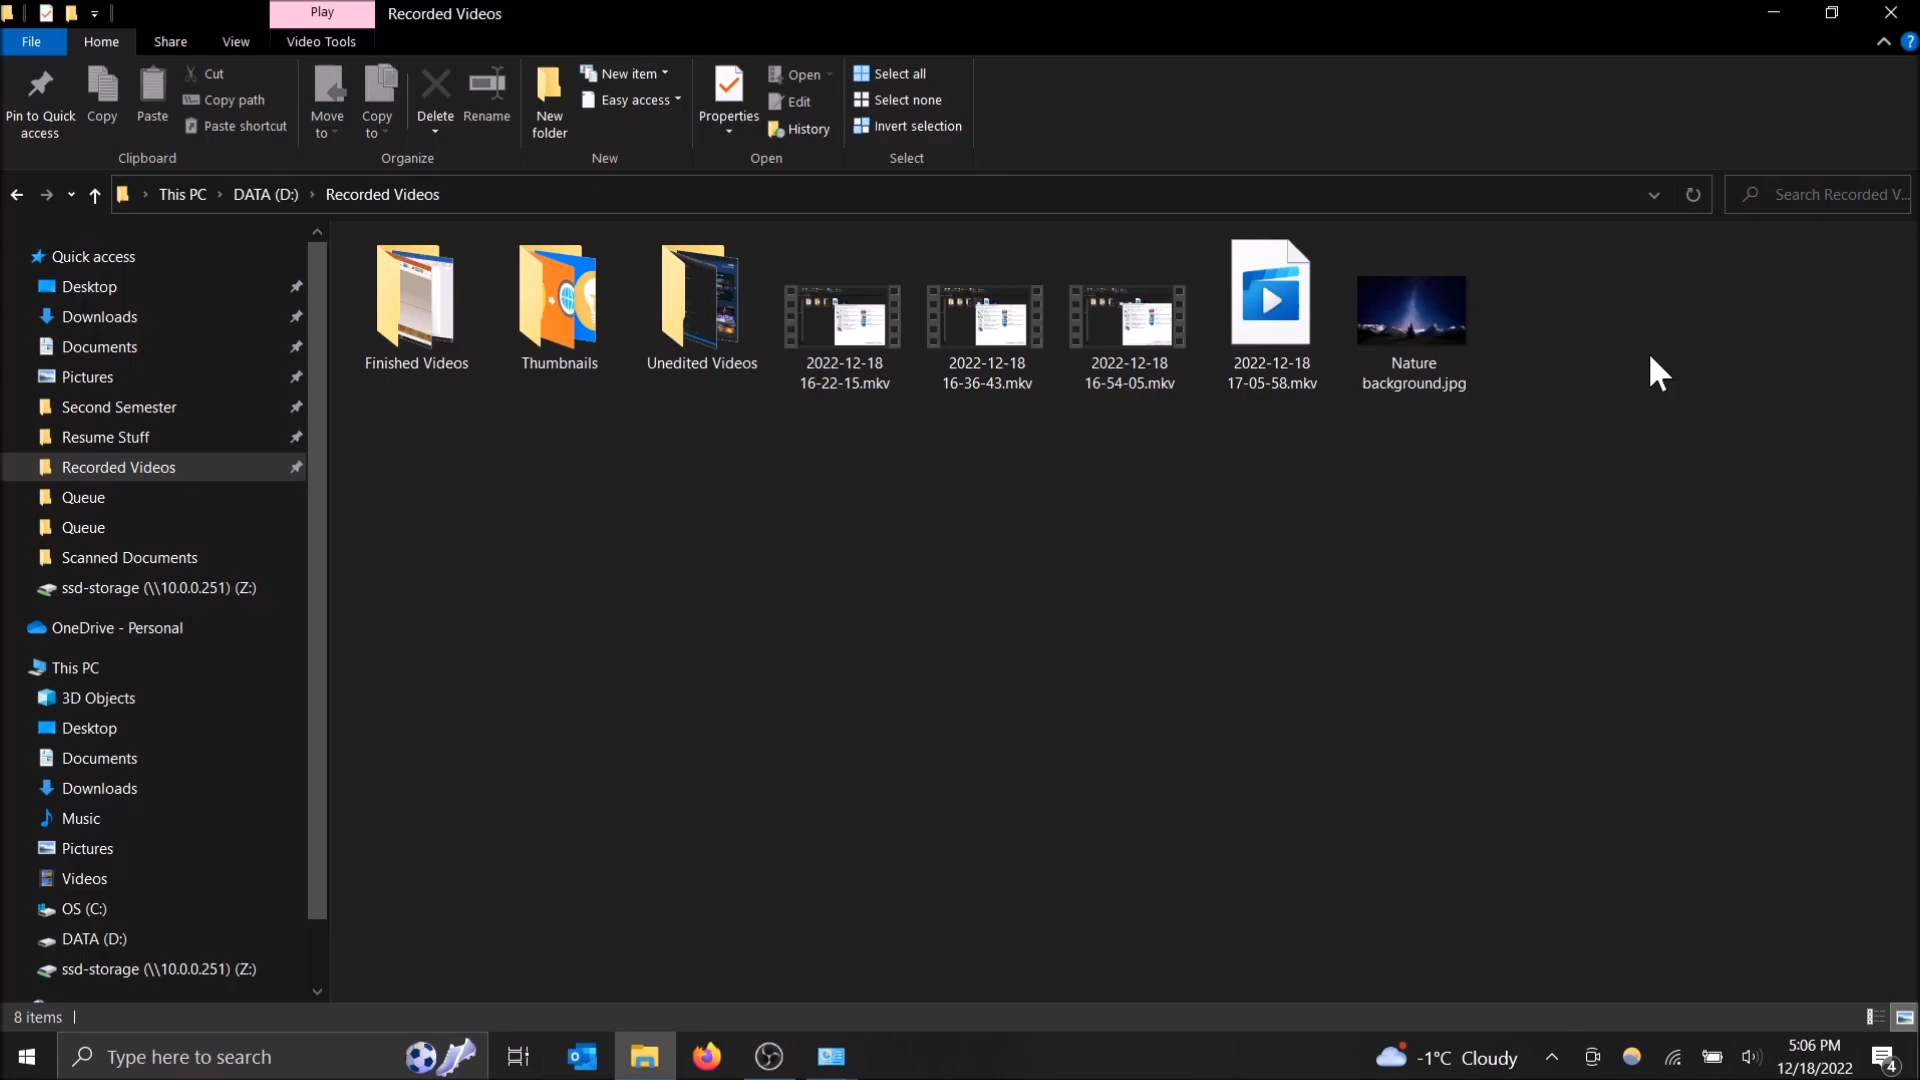 Play
Recorded Videos
File
Home
Share
View
Video Tools
?
Pin to Quick
access
Copy
Paste
Cut
Copy path
Paste shortcut
Clipboard
Move
to
Copy
to
Delete
Rename
Organize
New
folder
New item
Easy access
New
Properties
Open
Edit
History
Open
Select all
Select none
Invert selection
Select
This PC > DATA (D:) > Recorded Videos
Search Recorded V...
Quick access
Desktop
Downloads
Documents
Pictures
Second Semester
Resume Stuff
Recorded Videos
Queue
Queue
Scanned Documents
ssd-storage (\\10.0.0.251) (Z:)
OneDrive - Personal
This PC
3D Objects
Desktop
Documents
Downloads
Music
Pictures
Videos
OS (C:)
DATA (D:)
ssd-storage (\\10.0.0.251) (Z:)
Finished Videos
Thumbnails
Unedited Videos
2022-12-18
16-22-15.mkv
2022-12-18
16-36-43.mkv
2022-12-18
16-54-05.mkv
2022-12-18
17-05-58.mkv
Nature
background.jpg
8 items
Type here to search
-1°C Cloudy
5:06 PM
12/18/2022
4